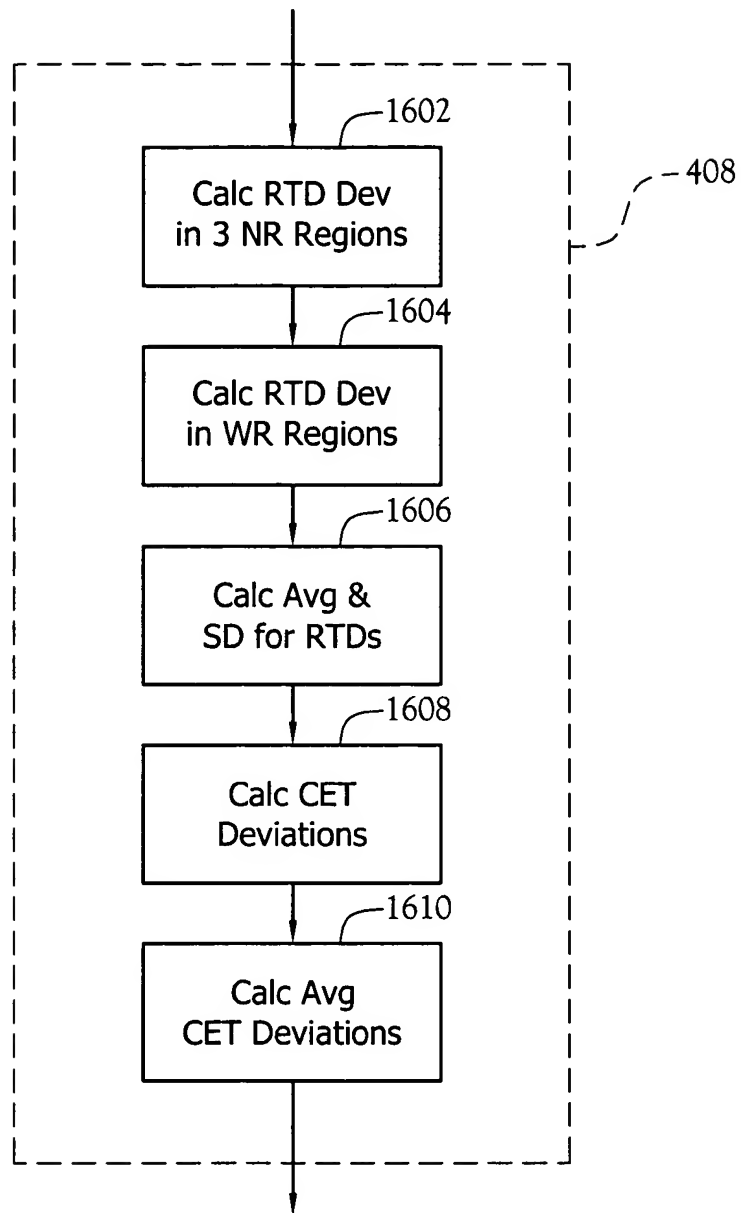 1602
Calc RTD Dev
in 3 NR Regions
408
1604
Calc RTD Dev
in WR Regions
1606
Calc Avg &
SD for RTDs
1608
Calc CET
Deviations
1610
Calc Avg
CET Deviations